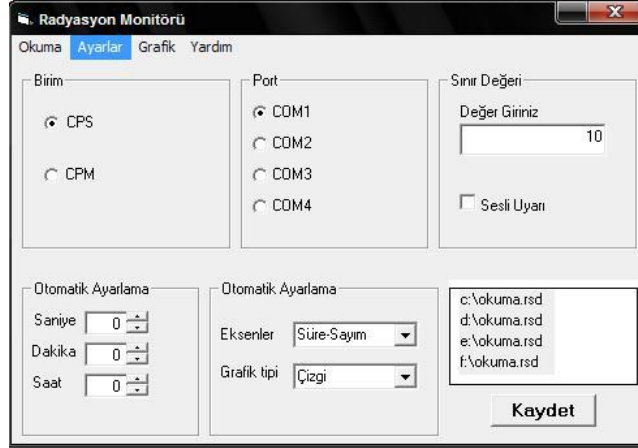 Radyasyon Monitörü
Okuma Ayarlar Grafik Yardım
Birim
CPS
CPM
Port
COM1
COM2
COM3
COM4
Sınır Değeri
Değer Giriniz
10
Sesli Uyarı
Otomatik Ayarlama
Saniye 0
Dakika 0
Saat 0
Otomatik Ayarlama
Eksenler Süre-Sayım
Grafik tipi Çizgi
c:\okuma.rsd
d:\okuma.rsd
e:\okuma.rsd
f:\okuma.rsd
Kaydet